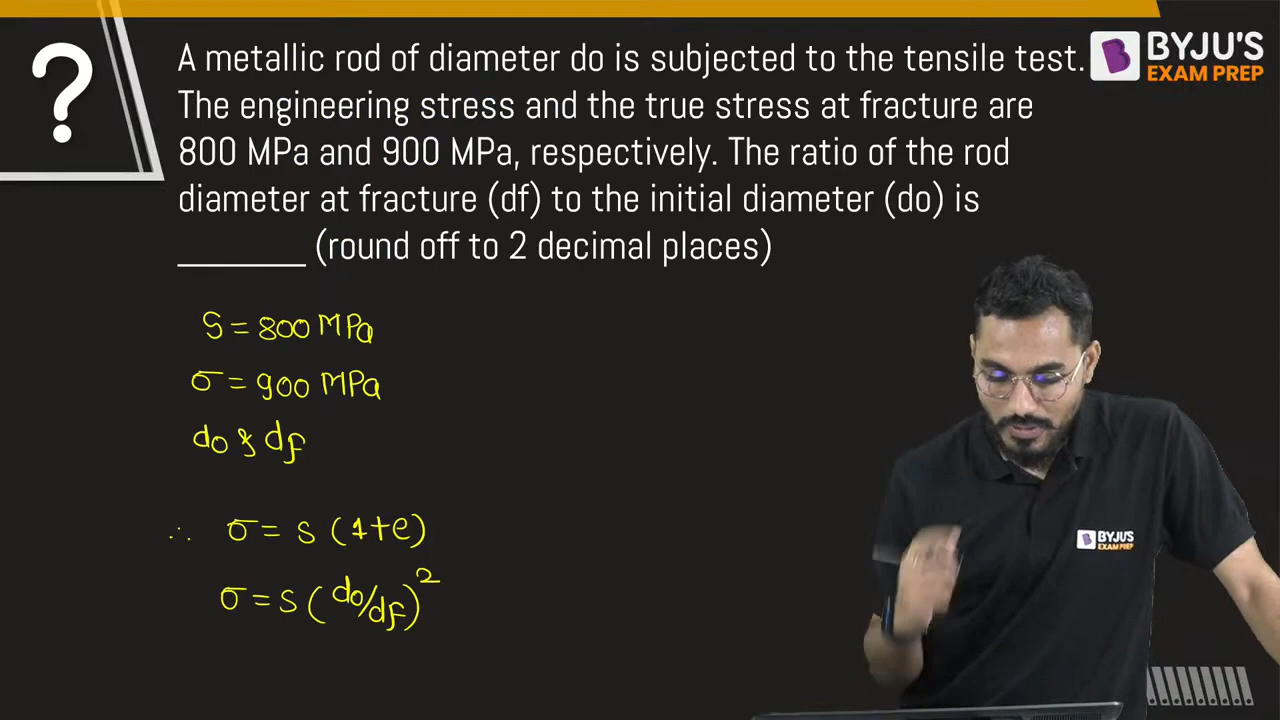 ?
A metallic rod of diameter do is subjected to the tensile test.
The engineering stress and the true stress at fracture are
800 MPa and 900 MPa, respectively. The ratio of the rod
diameter at fracture (df) to the initial diameter (do) is
_______ (round off to 2 decimal places)
BYJU'S
EXAM PREP
S = 800 MPa
σ = 900 MPa
do & df
∴ σ = s (1+e)
σ = s (do/df)²
BYJU'S
EXAM PREP